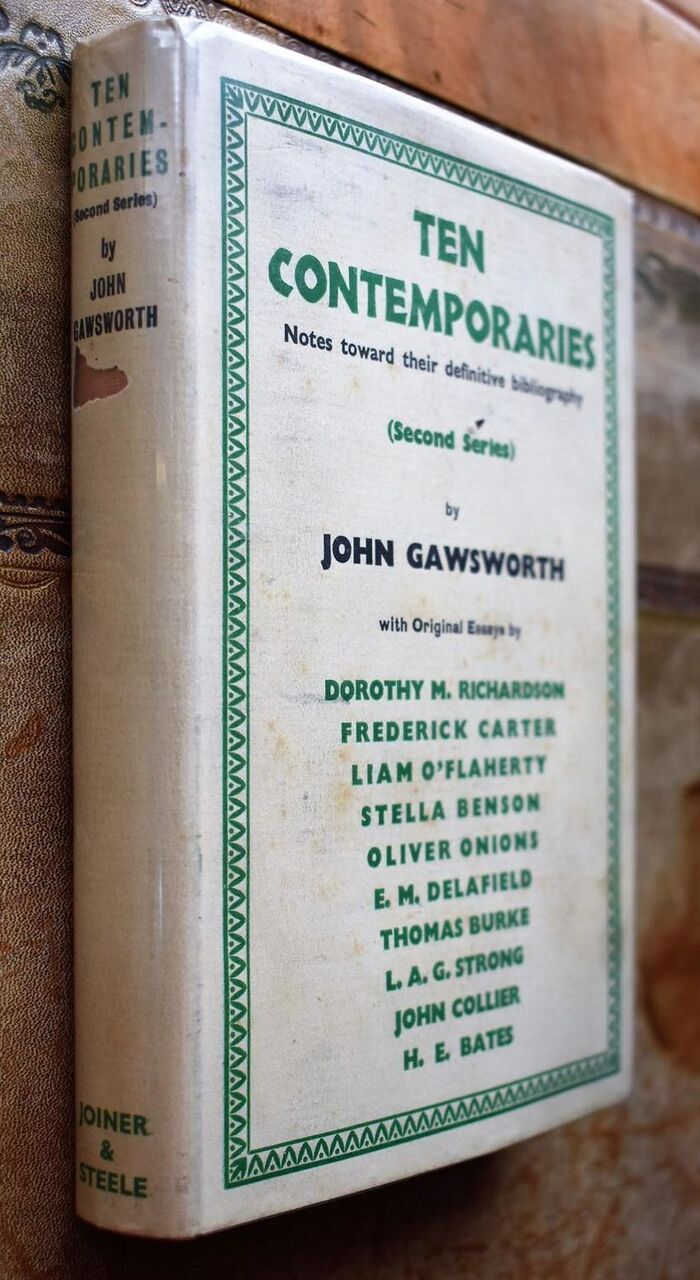 TEN
CONTEM-
PORARIES
(Second Series)
by
JOHN
GAWSWORTH
JOINER
&
STEELE
TEN
CONTEMPORARIES
Notes toward their definitive bibliography
(Second Series)
by
JOHN GAWSWORTH
with Original Essays by
DOROTHY M. RICHARDSON
FREDERICK CARTER
LIAM O'FLAHERTY
STELLA BENSON
OLIVER ONIONS
E. M. DELAFIELD
THOMAS BURKE
L. A. G. STRONG
JOHN COLLIER
H. E. BATES